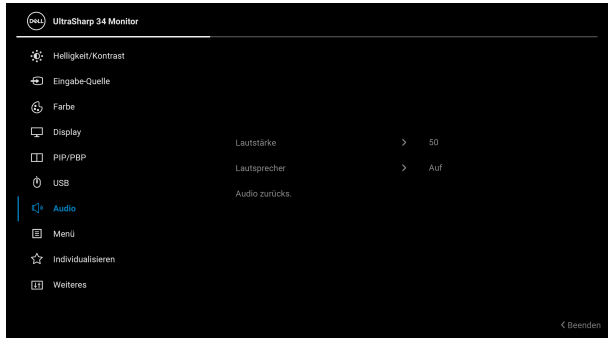 DELL UltraSharp 34 Monitor
Helligkeit/Kontrast
Eingabe-Quelle
Farbe
Display
Lautstärke > 50
PIP/PBP
Lautsprecher > Auf
USB
Audio zurücks.
Audio
Menü
Individualisieren
Weiteres
< Beenden